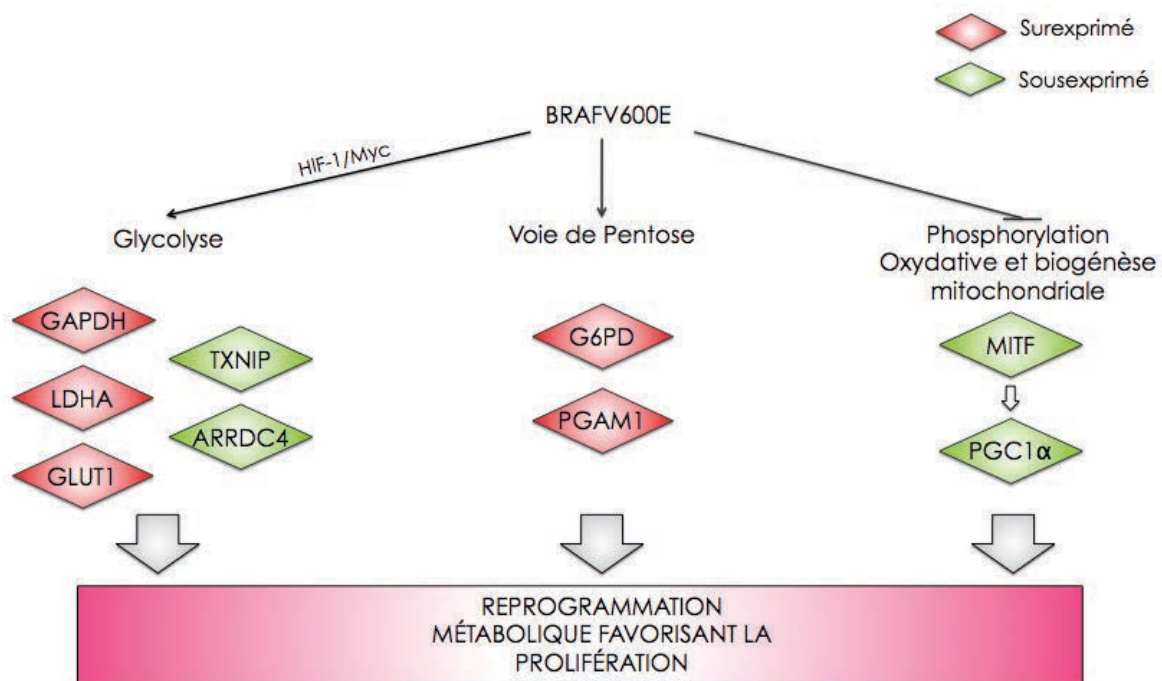 Surexprimé
Sousexprimé
BRAFV600E
HIF-1/Myc
Glycolyse
Voie de Pentose
Phosphorylation
Oxydative et biogénèse
mitochondriale
GAPDH
LDHA
GLUT1
TXNIP
ARRDC4
G6PD
PGAM1
MITF
PGC1α
REPROGRAMMATION
MÉTABOLIQUE FAVORISANT LA
PROLIFÉRATION